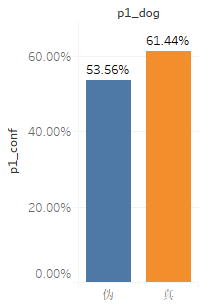 p1_dog
61.44%
60.00%
53.56%
p1_conf
40.00%
20.00%
0.00%
伪
真